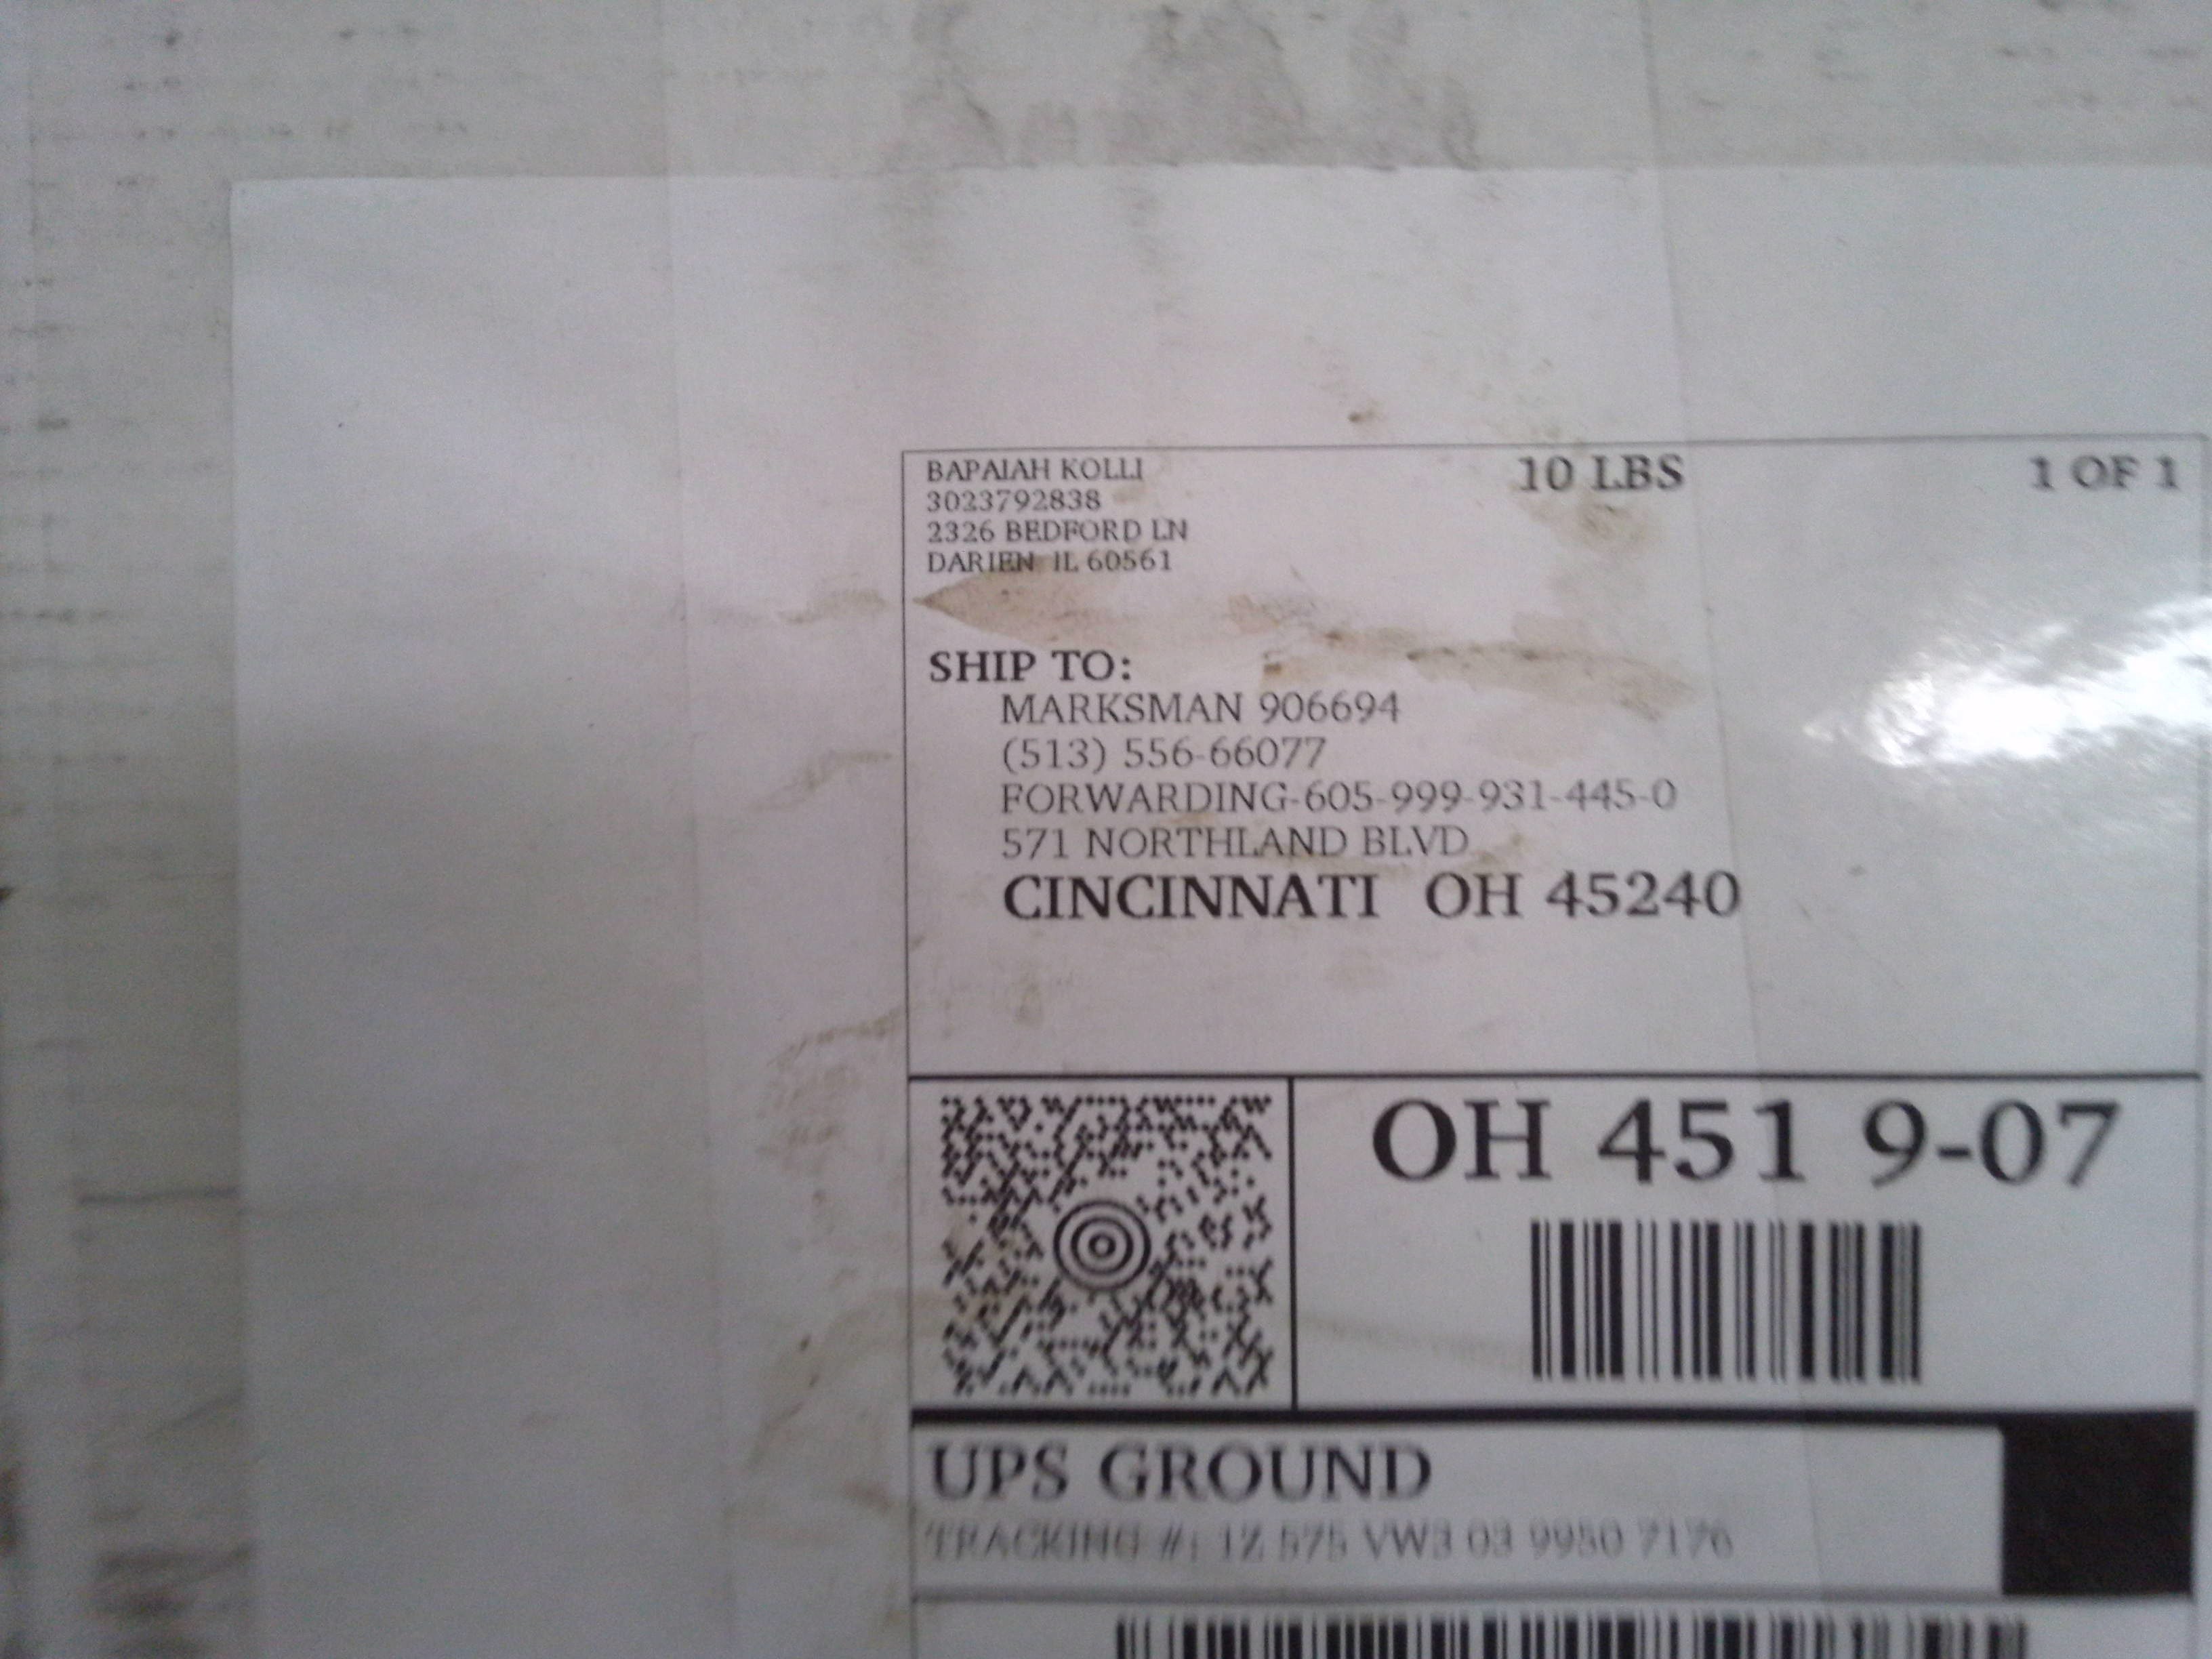 BAPAIAH KOLLI
3023792838
2326 BEDFORD LN
DARIEN IL 60561
10 LBS
1 OF 1
SHIP TO:
MARKSMAN 906694
(513) 556-66077
FORWARDING-605-999-931-445-0
571 NORTHLAND BLVD
CINCINNATI OH 45240
OH 451 9-07
UPS GROUND
TRACKING #: 1Z 575 VW3 03 9950 7176